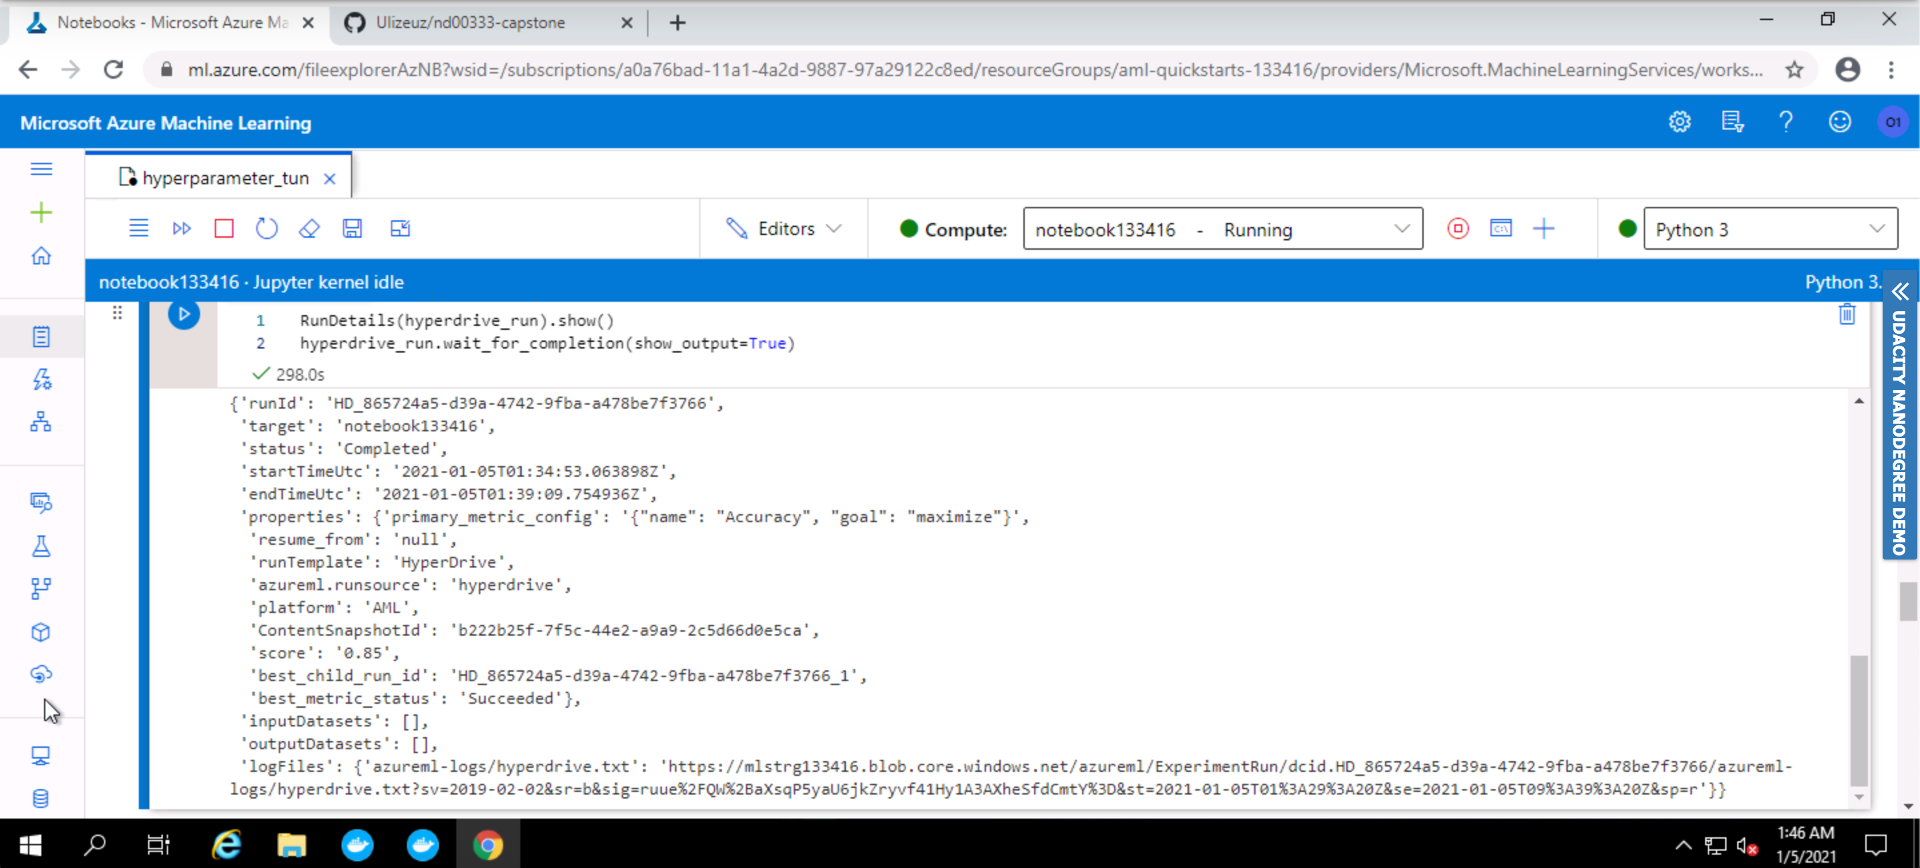 Notebooks - Microsoft Azure Ma
Ulizeuz/nd00333-capstone
ml.azure.com/fileexplorerAzNB?wsid=/subscriptions/a0a76bad-11a1-4a2d-9887-97a29122c8ed/resourceGroups/aml-quickstarts-133416/providers/Microsoft.MachineLearningServices/works...
Microsoft Azure Machine Learning
O1
hyperparameter_tun
Editors
Compute:
notebook133416 - Running
Python 3
notebook133416 · Jupyter kernel idle
Python 3.
1 RunDetails(hyperdrive_run).show()
2 hyperdrive_run.wait_for_completion(show_output=True)
298.0s
{'runId': 'HD_865724a5-d39a-4742-9fba-a478be7f3766',
'target': 'notebook133416',
'status': 'Completed',
'startTimeUtc': '2021-01-05T01:34:53.063898Z',
'endTimeUtc': '2021-01-05T01:39:09.754936Z',
'properties': {'primary_metric_config': '{"name": "Accuracy", "goal": "maximize"}',
'resume_from': 'null',
'runTemplate': 'HyperDrive',
'azureml.runsource': 'hyperdrive',
'platform': 'AML',
'ContentSnapshotId': 'b222b25f-7f5c-44e2-a9a9-2c5d66d0e5ca',
'score': '0.85',
'best_child_run_id': 'HD_865724a5-d39a-4742-9fba-a478be7f3766_1',
'best_metric_status': 'Succeeded'},
'inputDatasets': [],
'outputDatasets': [],
'logFiles': {'azureml-logs/hyperdrive.txt': 'https://mlstrg133416.blob.core.windows.net/azureml/ExperimentRun/dcid.HD_865724a5-d39a-4742-9fba-a478be7f3766/azureml-
logs/hyperdrive.txt?sv=2019-02-02&sr=b&sig=ruue%2FQW%2BaXsqP5yaU6jkZryvf41Hy1A3AXheSfdCmtY%3D&st=2021-01-05T01%3A29%3A20Z&se=2021-01-05T09%3A39%3A20Z&sp=r'}}
UDACITY NANODEGREE DEMO
1:46 AM
1/5/2021